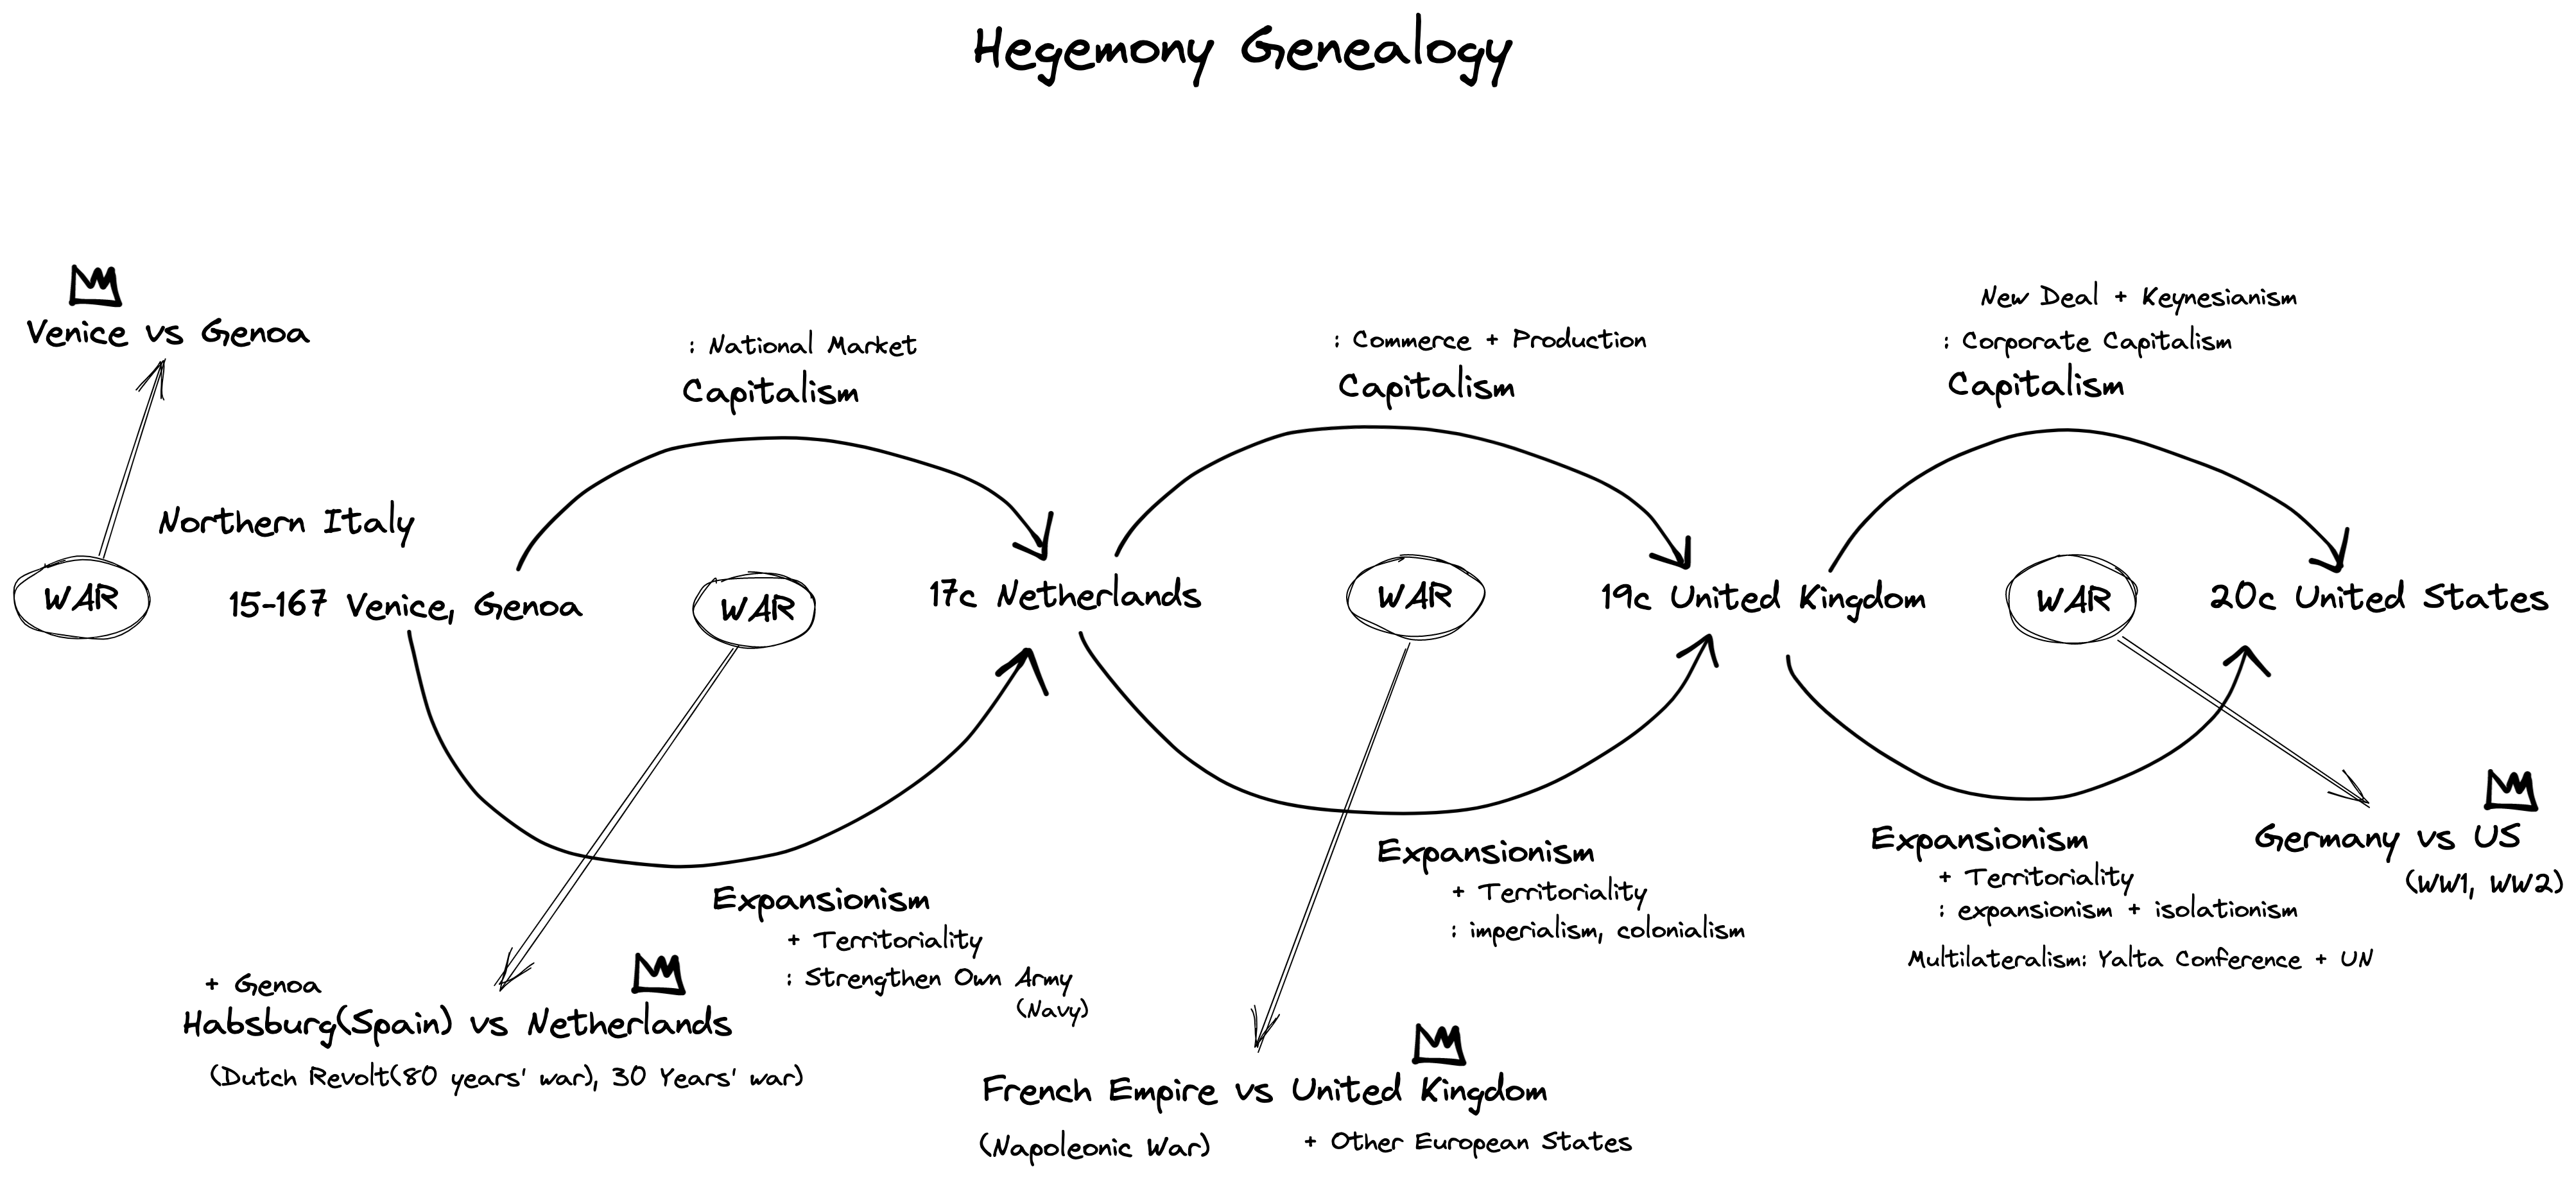 Hegemony Genealogy
Venice vs Genoa
WAR
Northern Italy
15-167 Venice, Genoa
: National Market
Capitalism
WAR
Expansionism
+ Territoriality
: Strengthen Own Army
(Navy)
+ Genoa
Habsburg(Spain) vs Netherlands
(Dutch Revolt(80 years' war), 30 Years' war)
17c Netherlands
: Commerce + Production
Capitalism
WAR
Expansionism
+ Territoriality
: imperialism, colonialism
French Empire vs United Kingdom
(Napoleonic War)
+ Other European States
19c United Kingdom
New Deal + Keynesianism
: Corporate Capitalism
Capitalism
WAR
Expansionism
+ Territoriality
: expansionism + isolationism
Multilateralism: Yalta Conference + UN
20c United States
Germany vs US
(WW1, WW2)